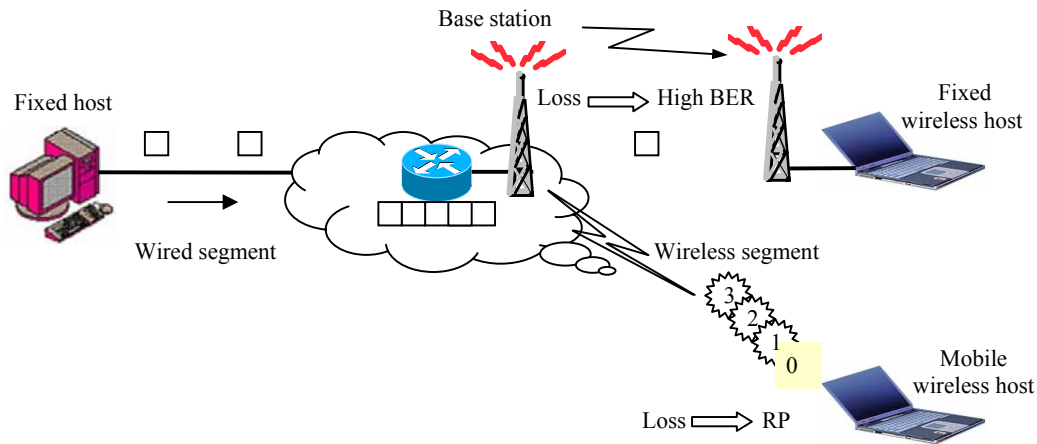 Base station
Fixed host
Loss
High BER
Fixed
wireless host
Wired segment
Wireless segment
3
2
1
0
Mobile
wireless host
Loss
RP